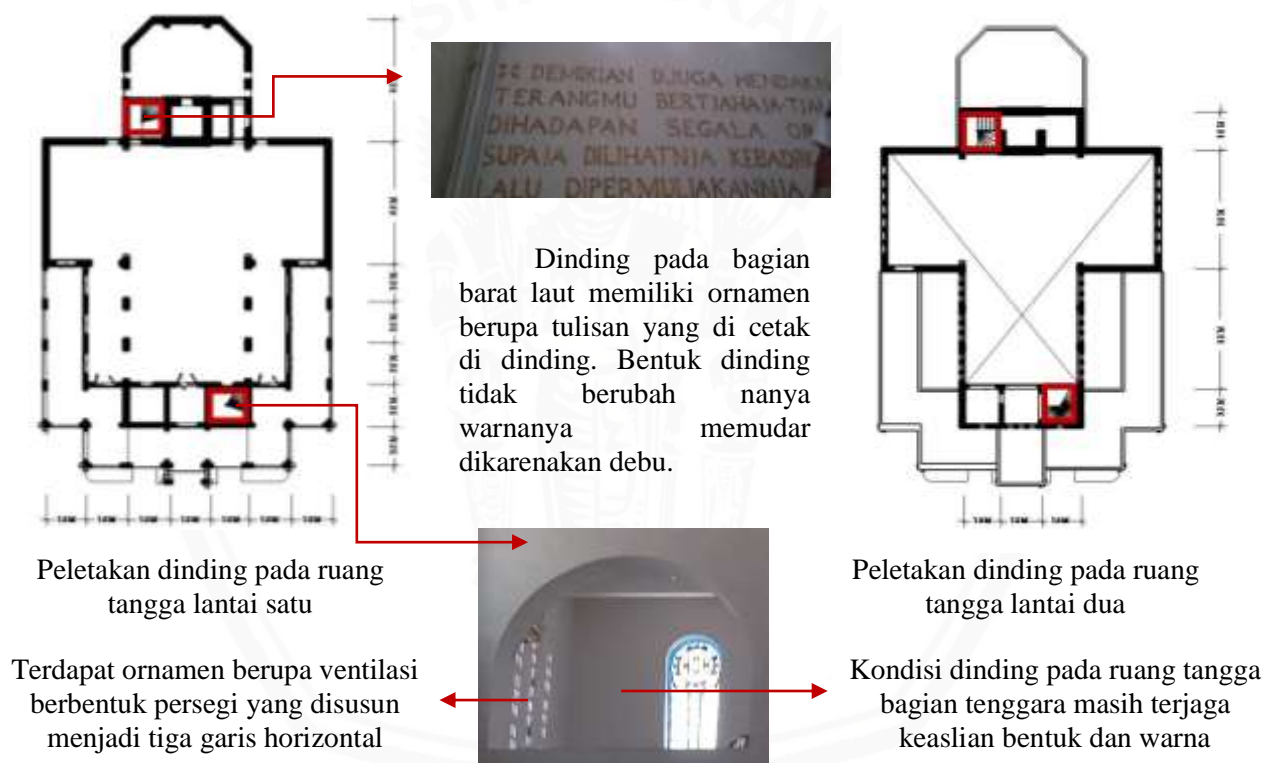 DEMIKIAN DJUGA
TERANGMU BERTJAHAJA
DIHADAPAN SEGALA
SUPAJA DILIHATNJA
LALU DIPERMULIAKANNJA
Dinding pada bagian
barat laut memiliki ornamen
berupa tulisan yang di cetak
di dinding. Bentuk dinding
tidak berubah nanya
warnanya memudar
dikarenakan debu.
Peletakan dinding pada ruang
tangga lantai satu
Peletakan dinding pada ruang
tangga lantai dua
Terdapat ornamen berupa ventilasi
berbentuk persegi yang disusun
menjadi tiga garis horizontal
Kondisi dinding pada ruang tangga
bagian tenggara masih terjaga
keaslian bentuk dan warna